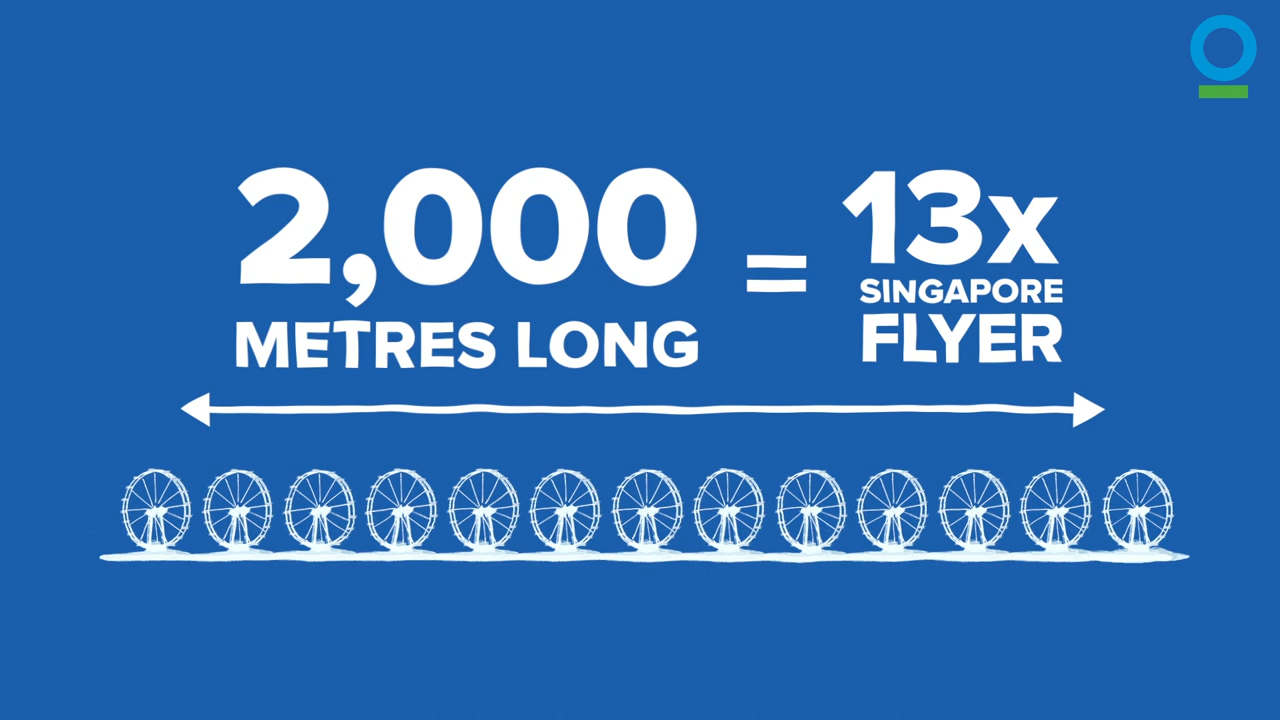 2,000
METRES LONG
=
13x
SINGAPORE
FLYER